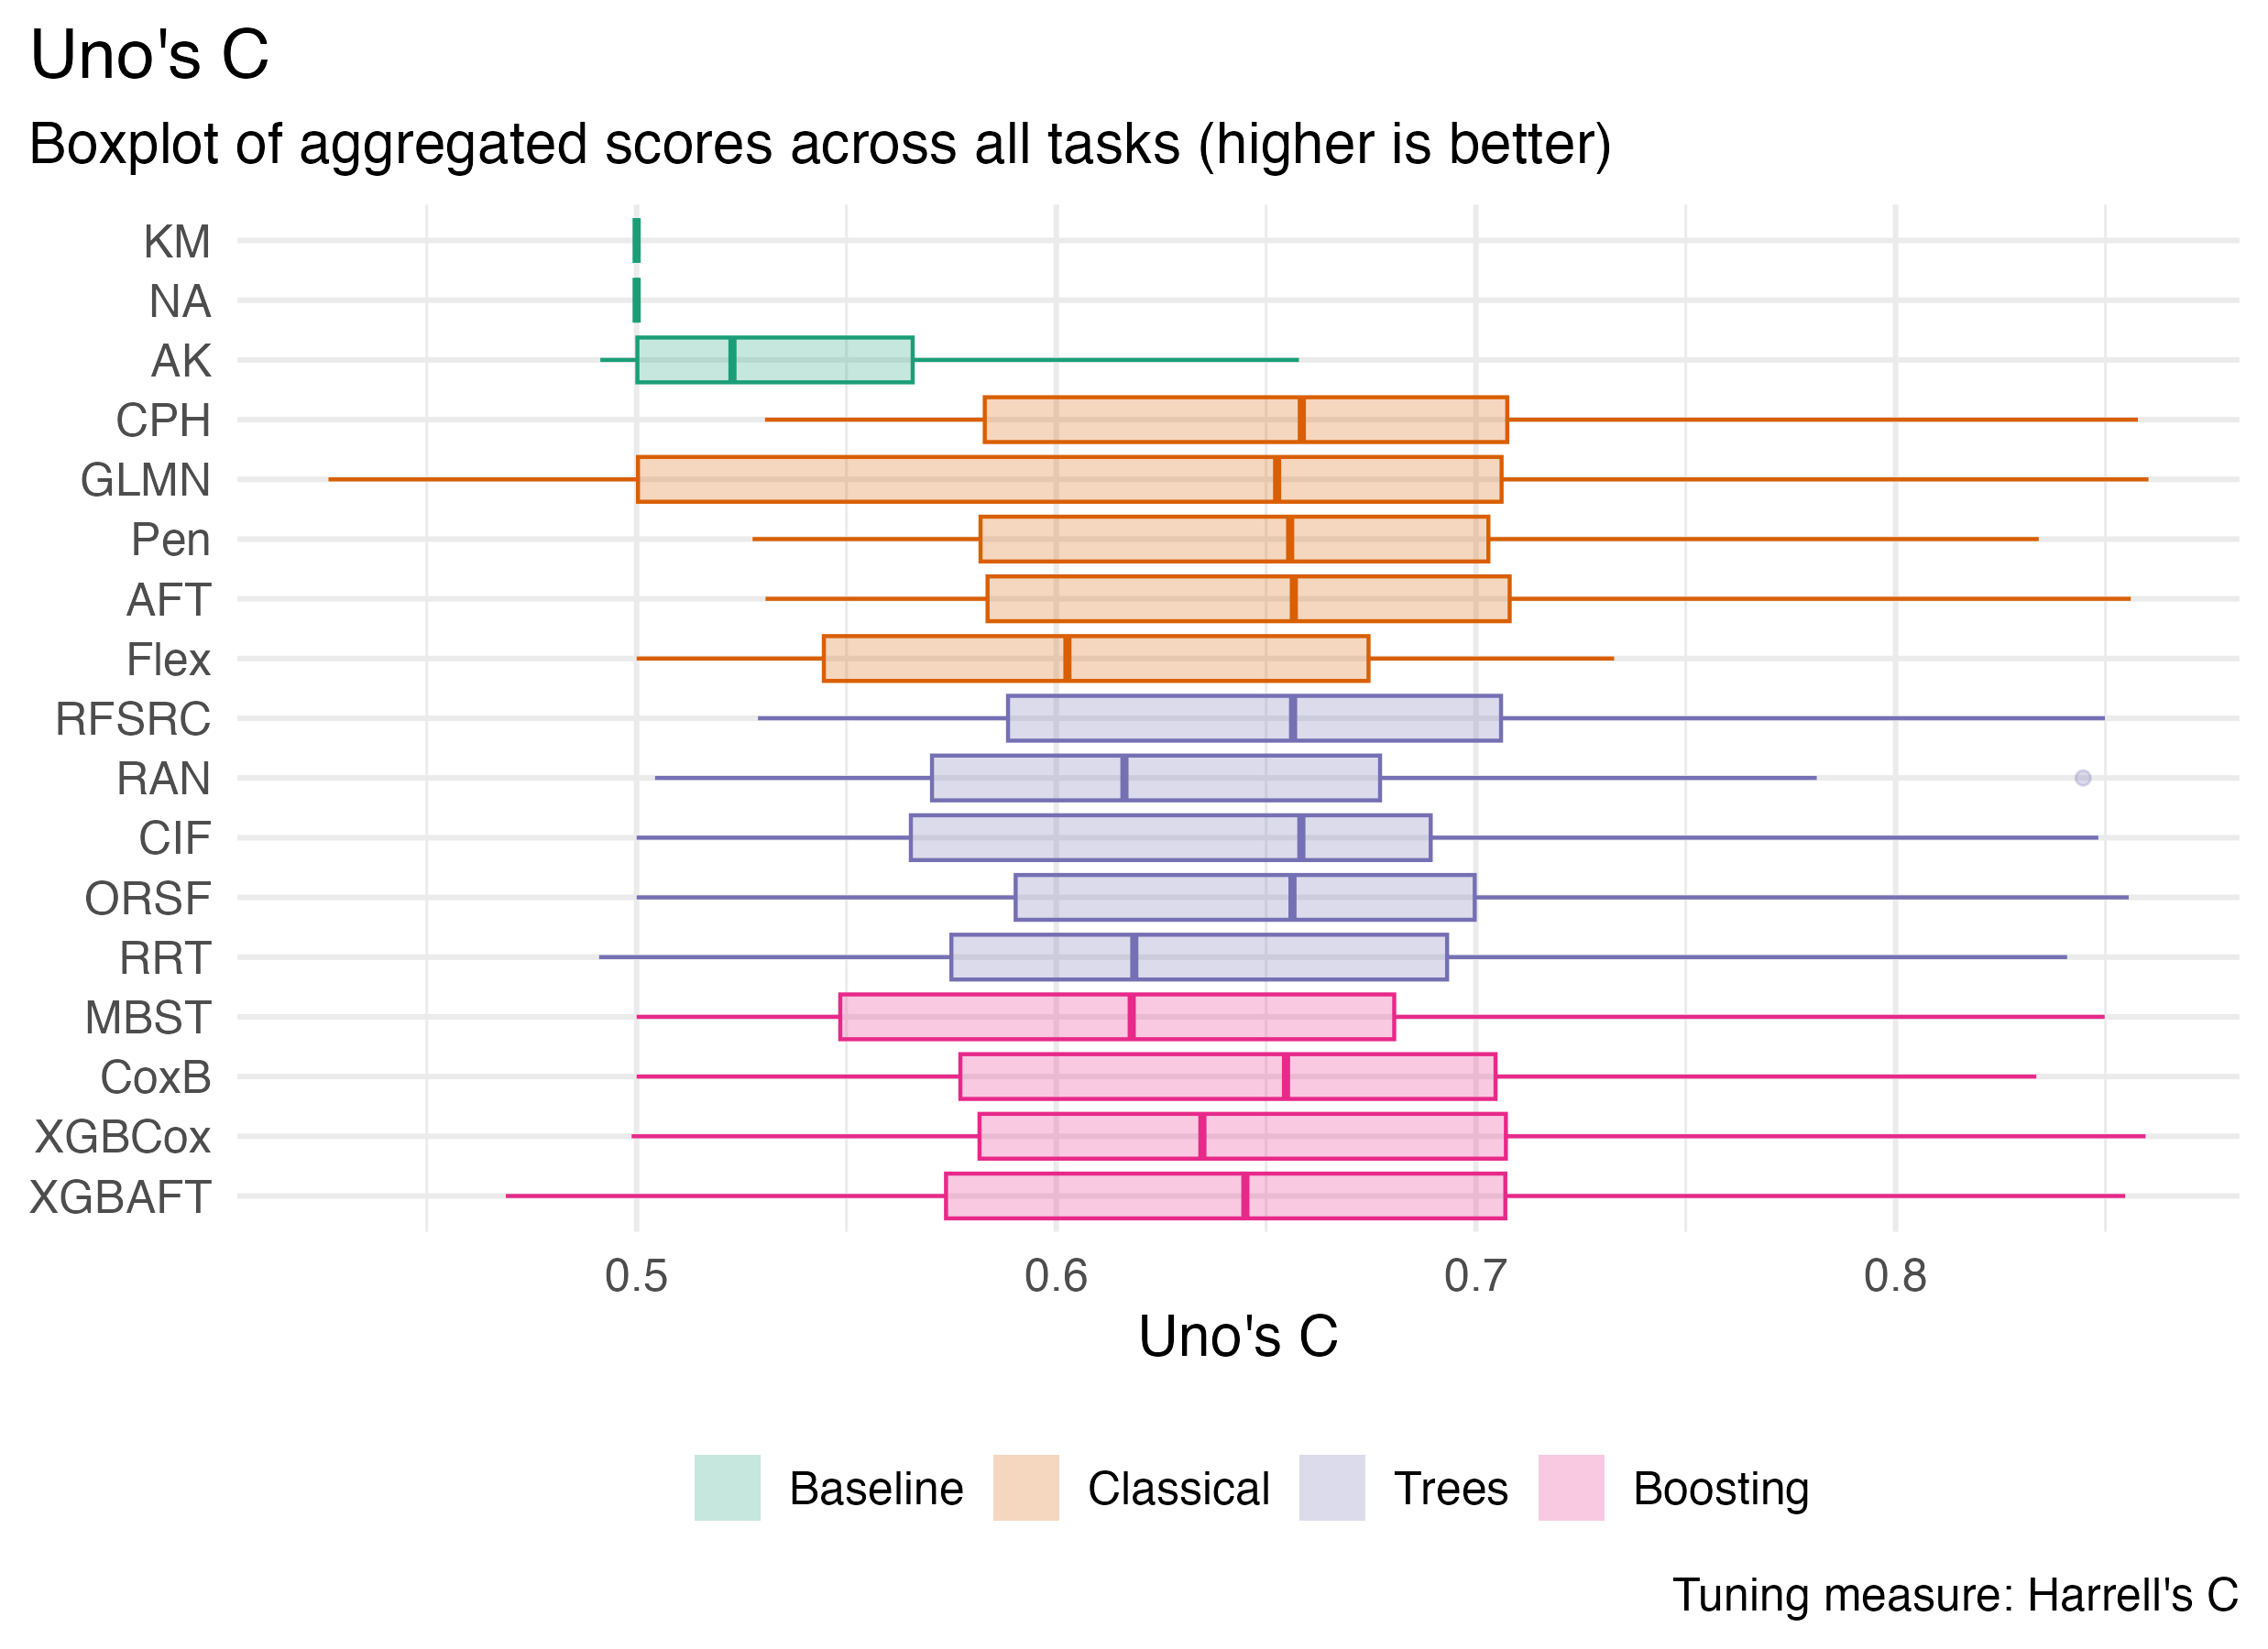 Uno's C
Boxplot of aggregated scores across all tasks (higher is better)
KM
NA
AK
CPH
GLMN
Pen
AFT
Flex
RFSRC
RAN
CIF
ORSF
RRT
MBST
CoxB
XGBCox
XGBAFT
0.5 0.6 0.7 0.8
Uno's C
Baseline Classical Trees Boosting
Tuning measure: Harrell's C